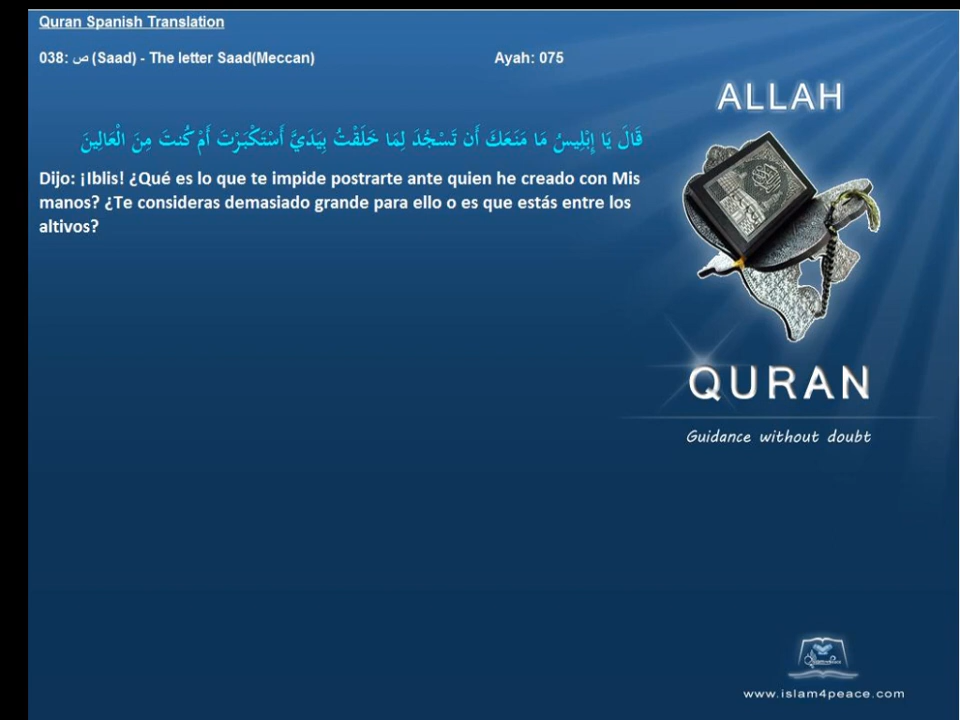 Quran Spanish Translation
038: ص (Saad) - The letter Saad(Meccan) Ayah: 075
قَالَ يَا إِبْلِيسُ مَا مَنَعَكَ أَن تَسْجُدَ لِمَا خَلَقْتُ بِيَدَيَّ أَسْتَكْبَرْتَ أَمْ كُنتَ مِنَ الْعَالِينَ
Dijo: ¡Iblis! ¿Qué es lo que te impide postrarte ante quien he creado con Mis
manos? ¿Te consideras demasiado grande para ello o es que estás entre los
altivos?
ALLAH
QURAN
Guidance without doubt
www.islam4peace.com